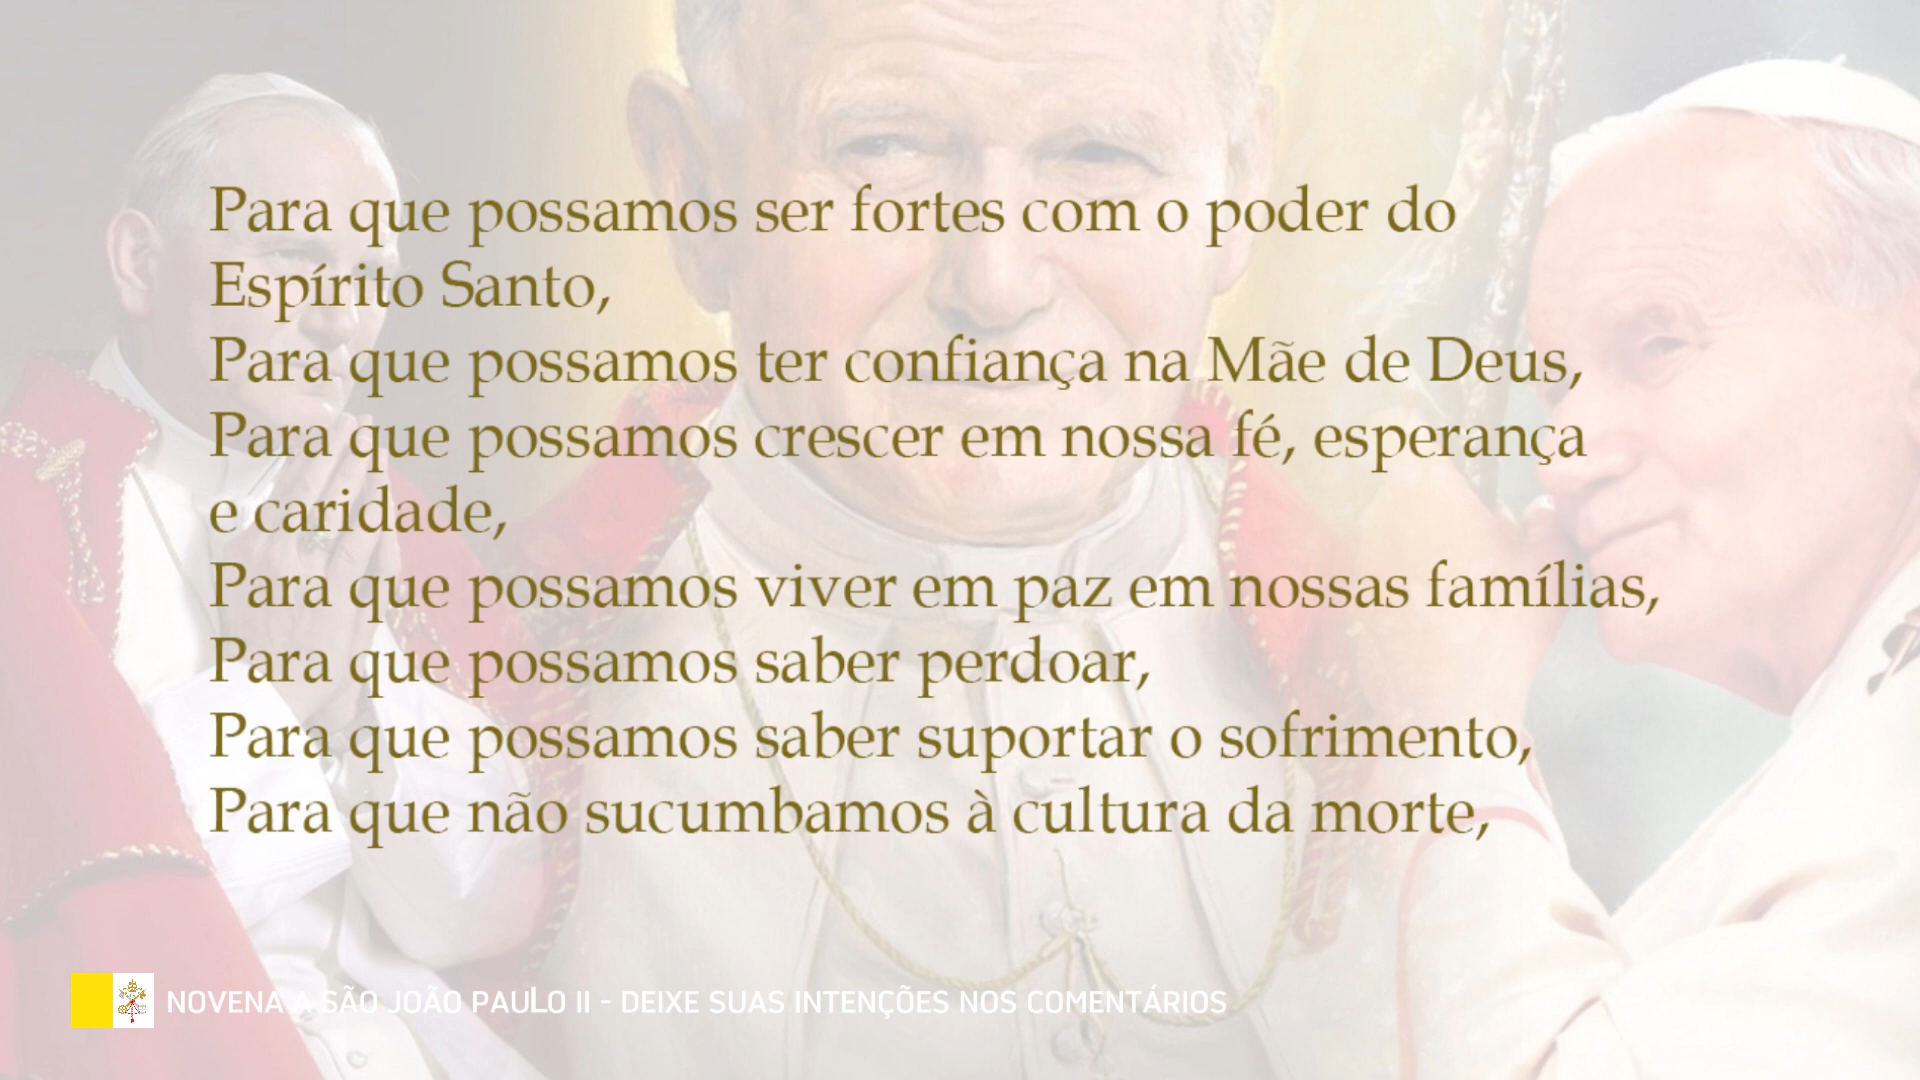 Para que possamos ser fortes com o poder do
Espírito Santo,
Para que possamos ter confiança na Mãe de Deus,
Para que possamos crescer em nossa fé, esperança
e caridade,
Para que possamos viver em paz em nossas famílias,
Para que possamos saber perdoar,
Para que possamos saber suportar o sofrimento,
Para que não sucumbamos à cultura da morte,
NOVENA A SÃO JOÃO PAULO II - DEIXE SUAS INTENÇÕES NOS COMENTÁRIOS